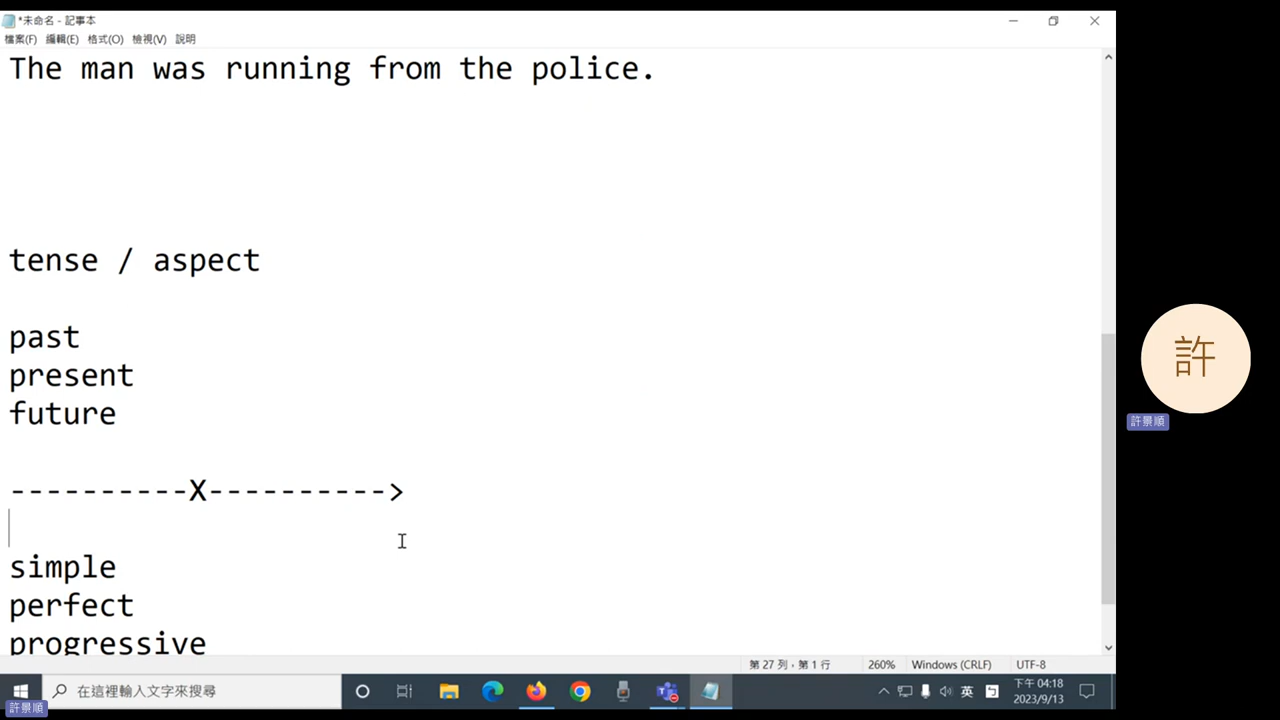 *未命名 - 記事本
檔案(F) 編輯(E) 格式(O) 檢視(V) 說明
The man was running from the police.
tense / aspect
past
present
future
----------X---------->
simple
perfect
progressive
許
許景順
第 27 列，第 1 行 260% Windows (CRLF) UTF-8
在這裡輸入文字來搜尋
英
下午 04:18
2023/9/13
許景順